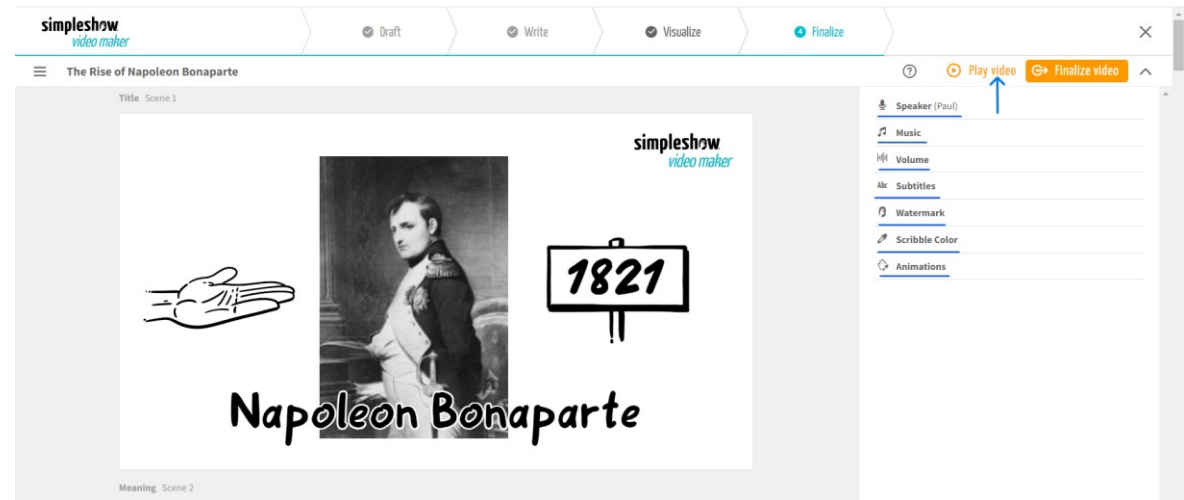 simpleshow
video maker
Draft
Write
Visualize
4 Finalize
The Rise of Napoleon Bonaparte
? Play video Finalize video
Title Scene 1
simpleshow
video maker
1821
Napoleon Bonaparte
Meaning Scene 2
Speaker (Paul)
Music
Volume
Abc Subtitles
Watermark
Scribble Color
Animations